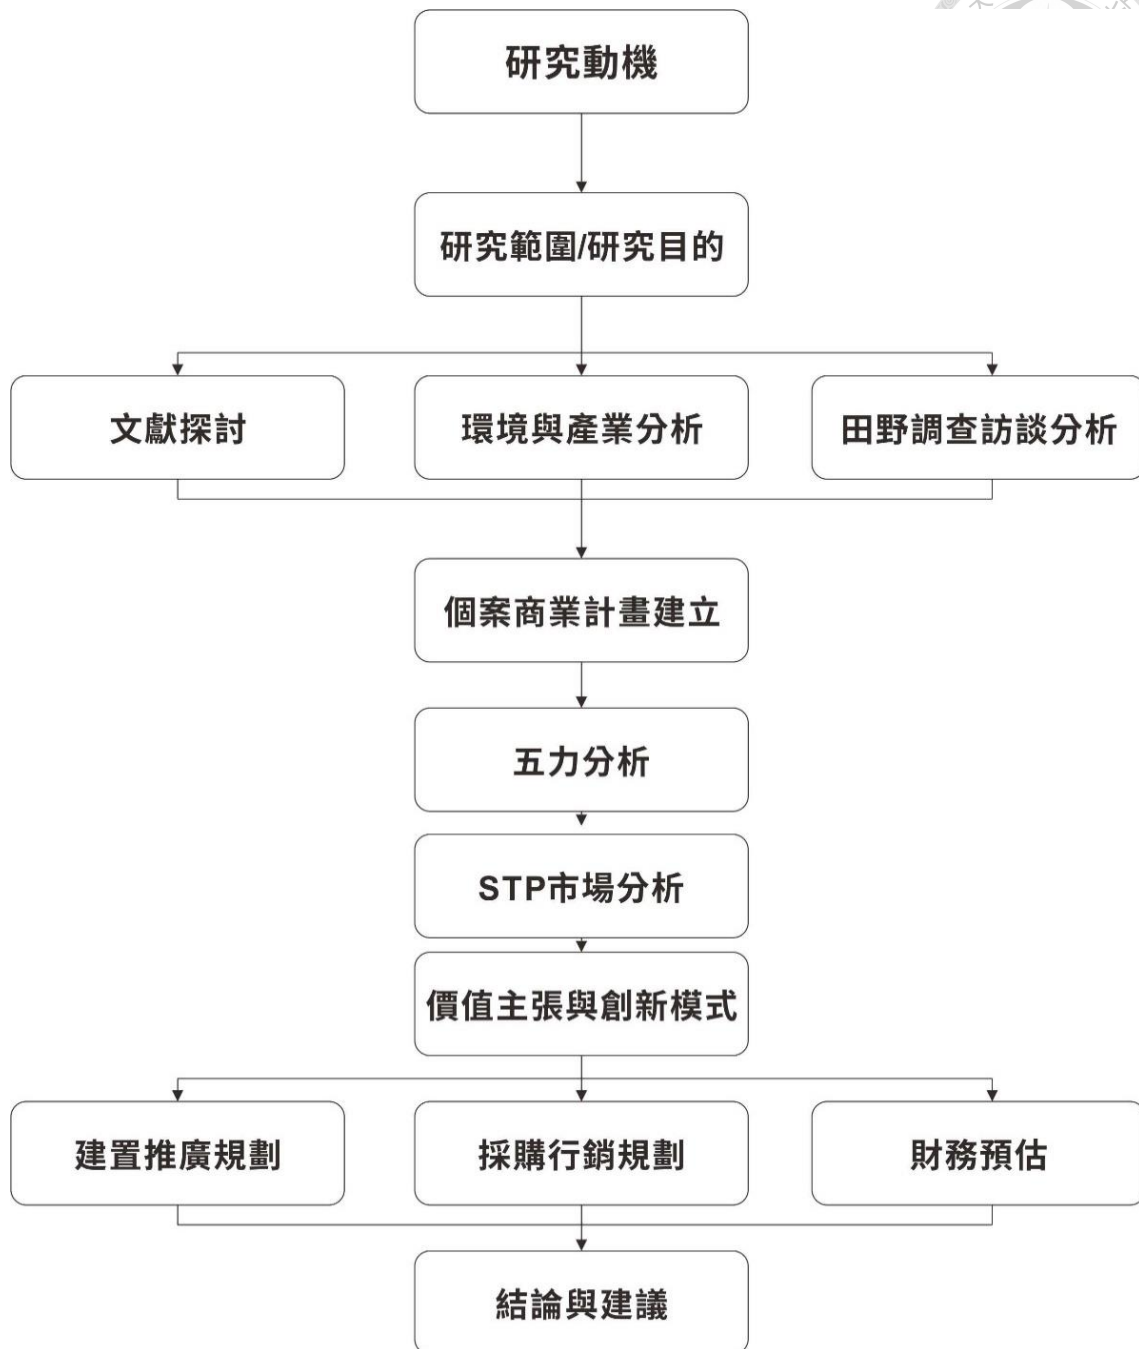 研究動機
研究範圍/研究目的
文獻探討
環境與產業分析
田野調查訪談分析
個案商業計畫建立
五力分析
STP市場分析
價值主張與創新模式
建置推廣規劃
採購行銷規劃
財務預估
結論與建議